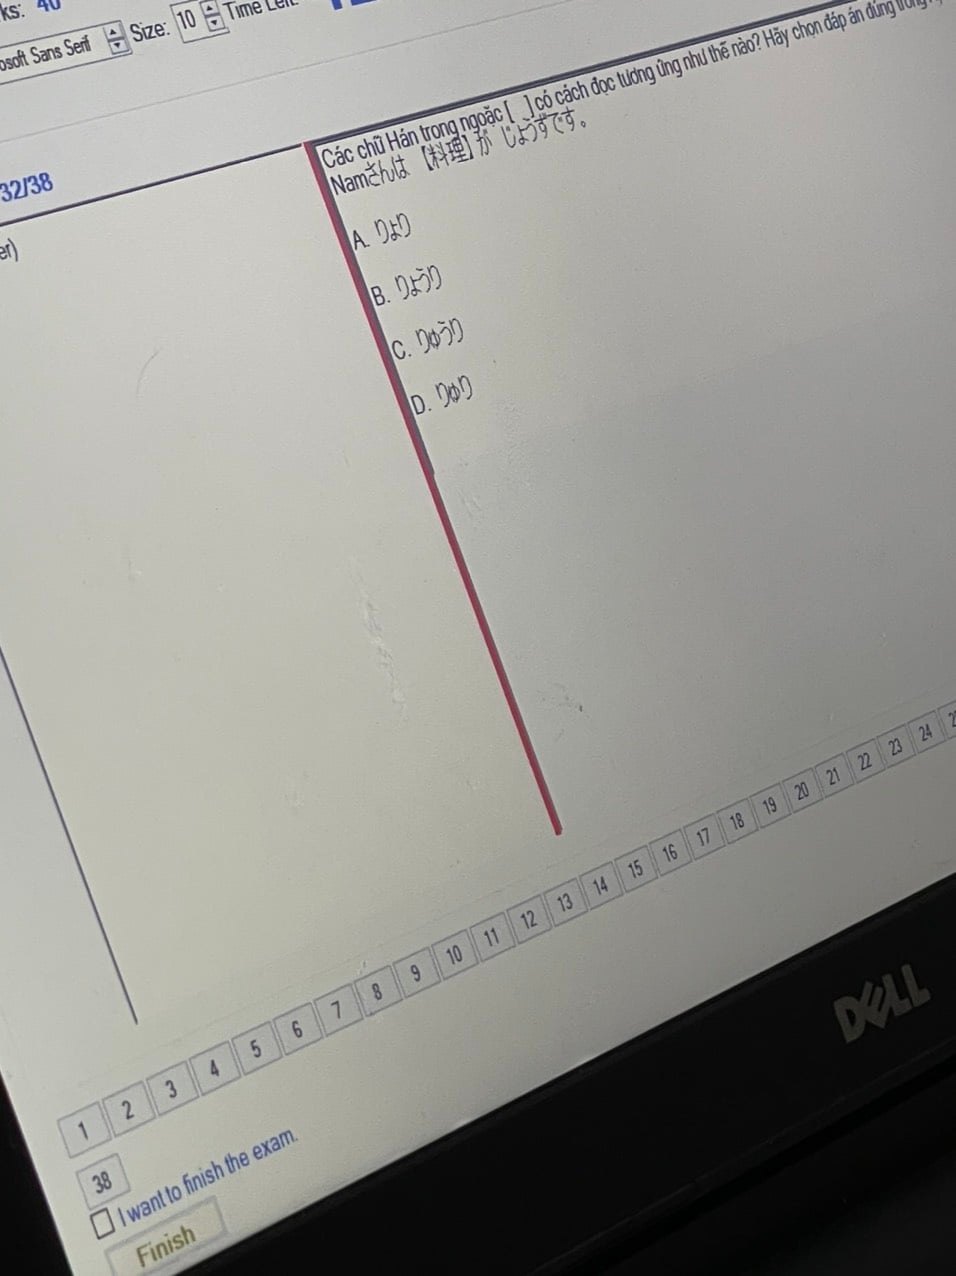 40
Size: 10
Time Left
Microsoft Sans Serif
32/38
er)
Các chữ Hán trong ngoặc [ ] có cách đọc tương ứng như thế nào? Hãy chọn đáp án đúng trong
Namさんは 【料理】が じょうずです。
A. りより
B. りようり
C. りゅうり
D. りゅり
1 2 3 4 5 6 7 8 9 10 11 12 13 14 15 16 17 18 19 20 21 22 23 24
38
I want to finish the exam.
Finish
DELL